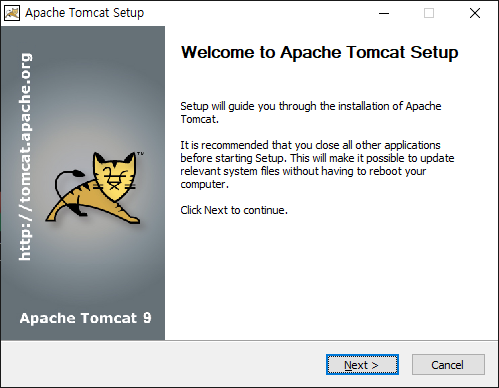 Apache Tomcat Setup
http://tomcat.apache.org
TM
Apache Tomcat 9
Welcome to Apache Tomcat Setup
Setup will guide you through the installation of Apache
Tomcat.
It is recommended that you close all other applications
before starting Setup. This will make it possible to update
relevant system files without having to reboot your
computer.
Click Next to continue.
Next >
Cancel